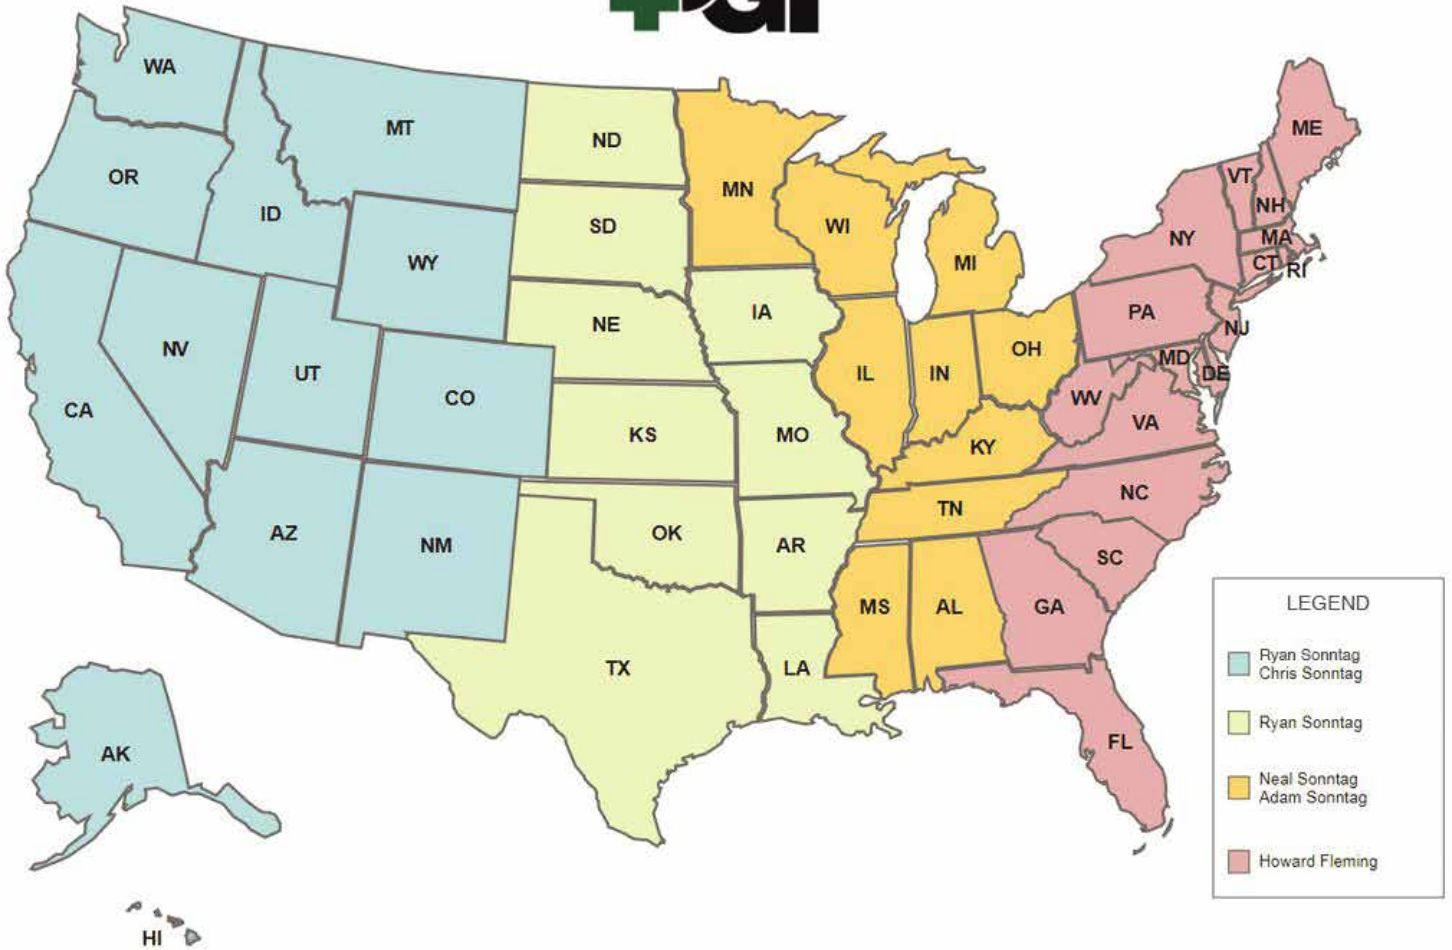 WA
MT
ND
ME
OR
MN
VT
ID
NH
SD
WI
NY
MA
WY
MI
CT
RI
IA
PA
NE
NJ
NV
OH
MD
UT
IL
IN
DE
CO
WV
CA
VA
KS
MO
KY
NC
TN
AZ
NM
OK
AR
SC
MS
AL
GA
LEGEND
Ryan Sonntag
Chris Sonntag
TX
LA
Ryan Sonntag
FL
AK
Neal Sonntag
Adam Sonntag
Howard Fleming
HI